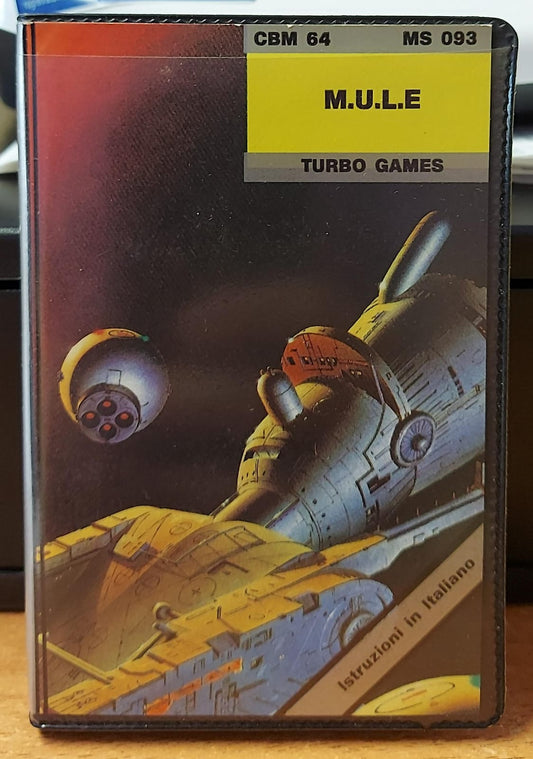 CBM 64 MS 093
M.U.L.E
TURBO GAMES
Istruzioni in Italiano